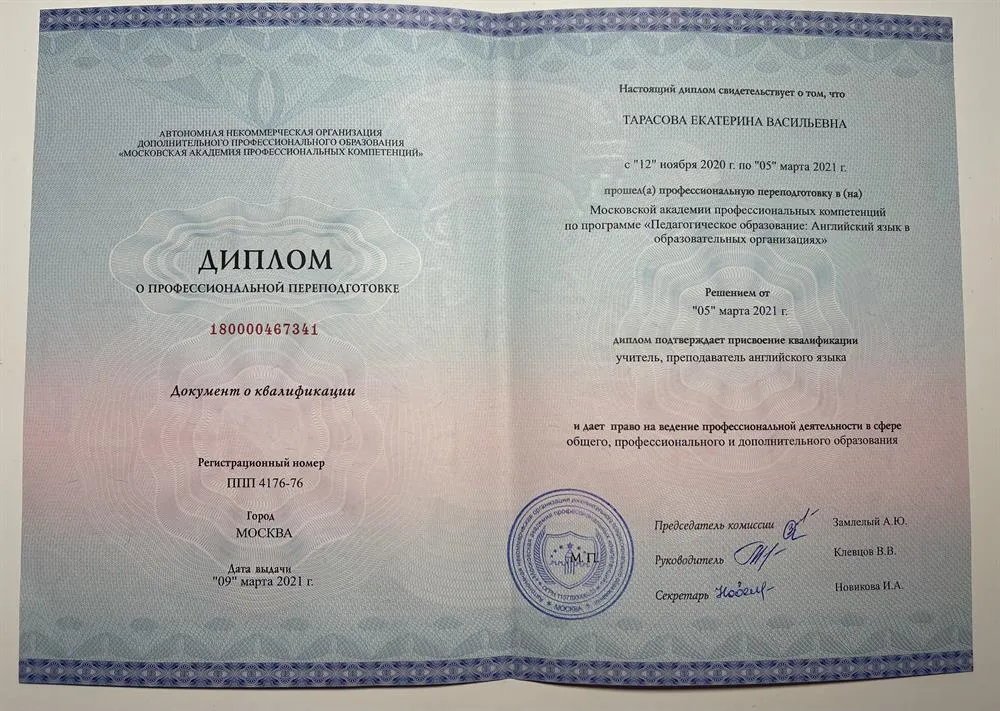 АВТОНОМНАЯ НЕКОММЕРЧЕСКАЯ ОРГАНИЗАЦИЯ
ДОПОЛНИТЕЛЬНОГО ПРОФЕССИОНАЛЬНОГО ОБРАЗОВАНИЯ
«МОСКОВСКАЯ АКАДЕМИЯ ПРОФЕССИОНАЛЬНЫХ КОМПЕТЕНЦИЙ»
ДИПЛОМ
О ПРОФЕССИОНАЛЬНОЙ ПЕРЕПОДГОТОВКЕ
180000467341
Документ о квалификации
Регистрационный номер
ППП 4176-76
Город
МОСКВА
Дата выдачи
"09" марта 2021 г.
Настоящий диплом свидетельствует о том, что
ТАРАСОВА ЕКАТЕРИНА ВАСИЛЬЕВНА
с "12" ноября 2020 г. по "05" марта 2021 г.
прошел(а) профессиональную переподготовку в (на)
Московской академии профессиональных компетенций
по программе «Педагогическое образование: Английский язык в
образовательных организациях»
Решением от
"05" марта 2021 г.
диплом подтверждает присвоение квалификации
учитель, преподаватель английского языка
и дает право на ведение профессиональной деятельности в сфере
общего, профессионального и дополнительного образования
Председатель комиссии Замлелый А.Ю.
Руководитель Клевцов В.В.
Секретарь Новикова И.А.
М.П.
МОСКВА